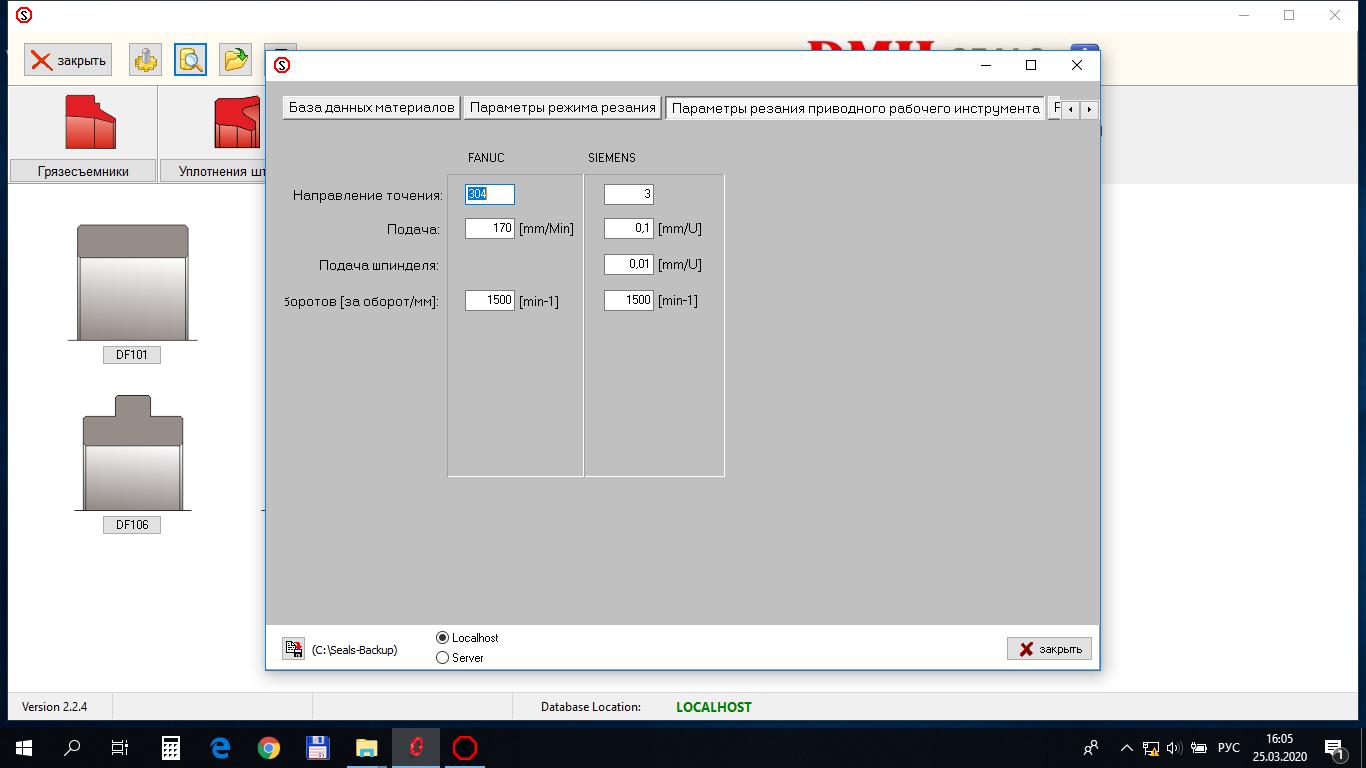 закрыть
DMH SEALS
Грязесъемники
Уплотнения шт
База данных материалов
Параметры режима резания
Параметры резания приводного рабочего инструмента
FANUC
SIEMENS
Направление точения:
304
3
Подача:
170 [mm/Min]
0,1 [mm/U]
Подача шпинделя:
0,01 [mm/U]
боротов [за оборот/мм]:
1500 [min-1]
1500 [min-1]
DF101
DF106
(C:\Seals-Backup)
Localhost
Server
закрыть
Version 2.2.4
Database Location:
LOCALHOST
РУС
16:05
25.03.2020
1